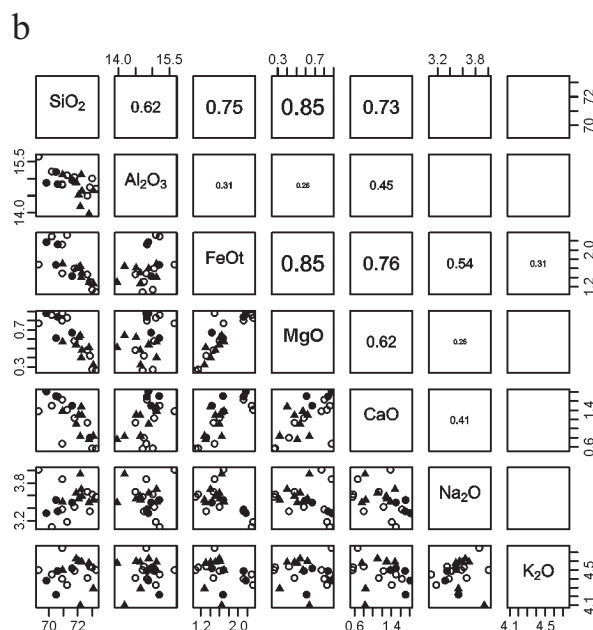 b
14.0 15.5 0.3 0.7 3.2 3.8
SiO2 0.62 0.75 0.85 0.73 70 72
14.0 15.5 Al2O3 0.31 0.26 0.45
FeOt 0.85 0.76 0.54 0.31 1.2 2.0
0.3 0.7 MgO 0.62 0.25
CaO 0.41 0.6 1.4
3.2 3.8 Na2O
K2O 4.1 4.5
70 72 1.2 2.0 0.6 1.4 4.1 4.5